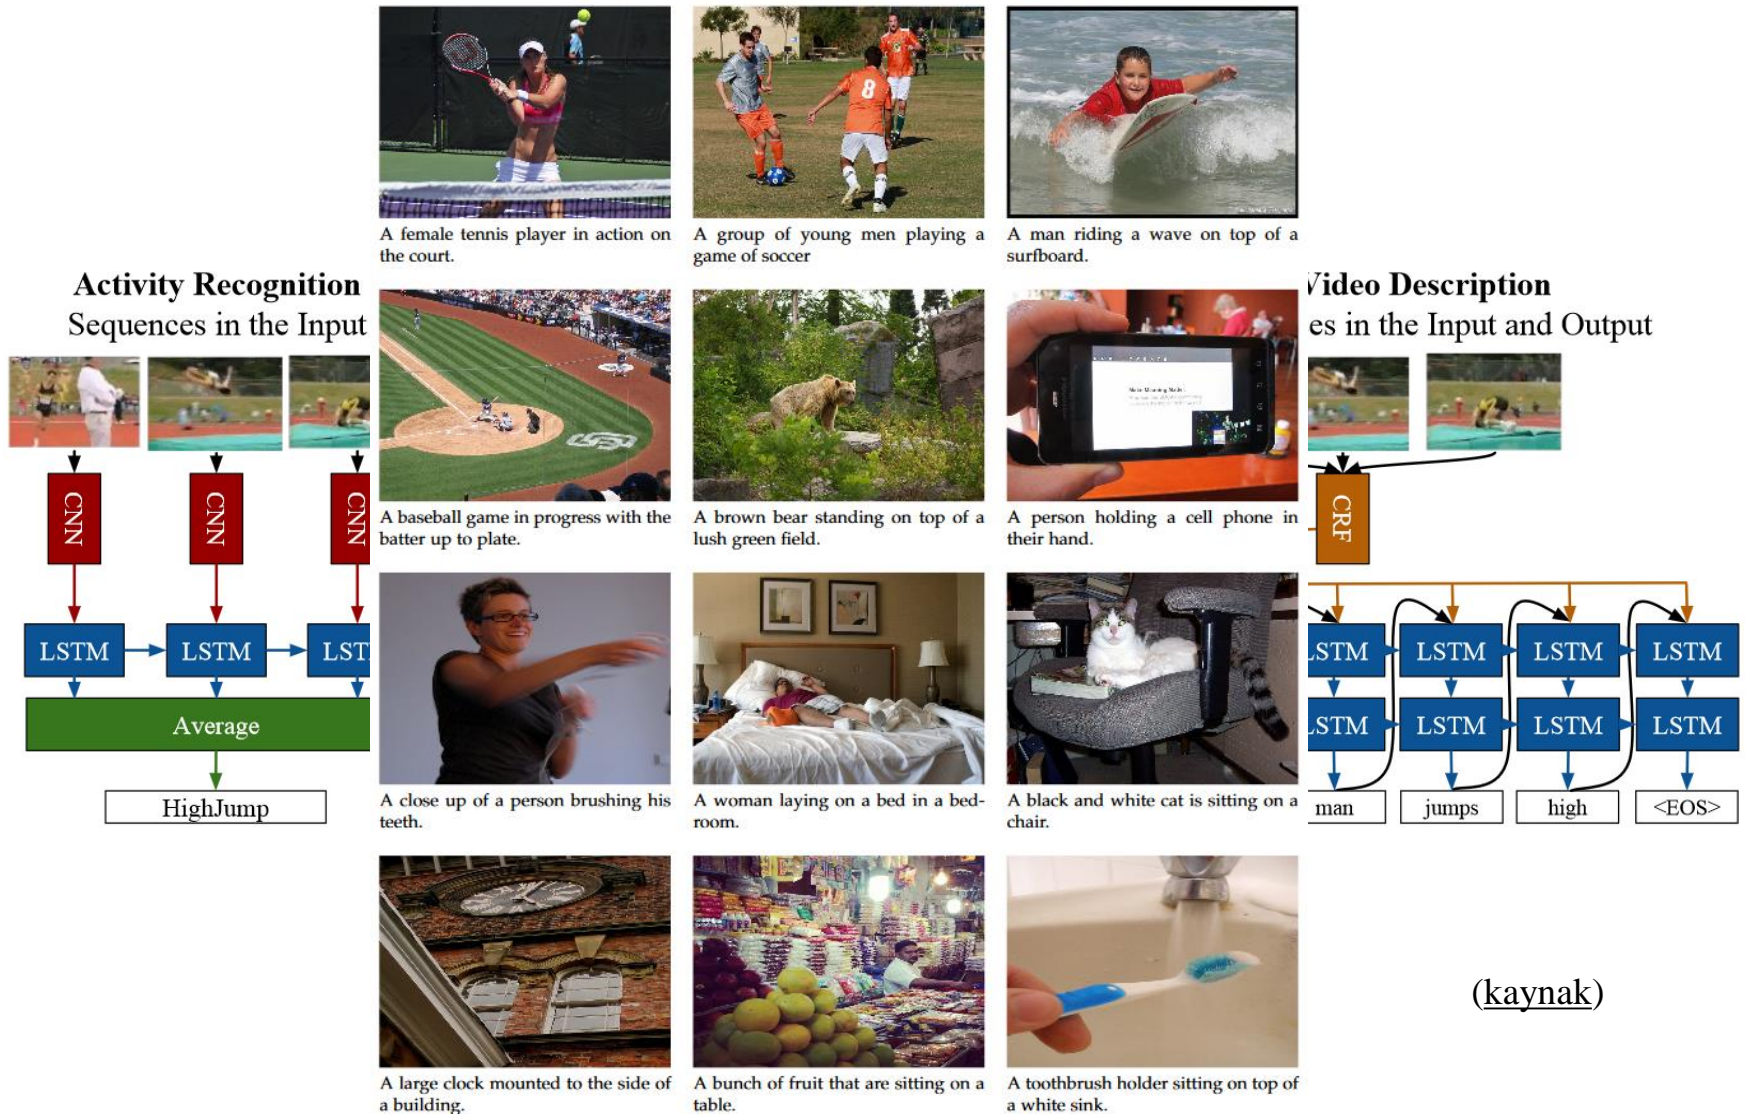 A female tennis player in action on
the court.
A group of young men playing a
game of soccer
A man riding a wave on top of a
surfboard.
Activity Recognition
Sequences in the Input
Video Description
es in the Input and Output
8
A baseball game in progress with the
batter up to plate.
A brown bear standing on top of a
lush green field.
A person holding a cell phone in
their hand.
CNN
CNN
CNN
CRF
LSTM
LSTM
LST
LSTM
LSTM
LSTM
LSTM
Average
LSTM
LSTM
LSTM
LSTM
HighJump
man
jumps
high
<EOS>
A close up of a person brushing his
teeth.
A woman laying on a bed in a bed-
room.
A black and white cat is sitting on a
chair.
(kaynak)
A large clock mounted to the side of
a building.
A bunch of fruit that are sitting on a
table.
A toothbrush holder sitting on top of
a white sink.